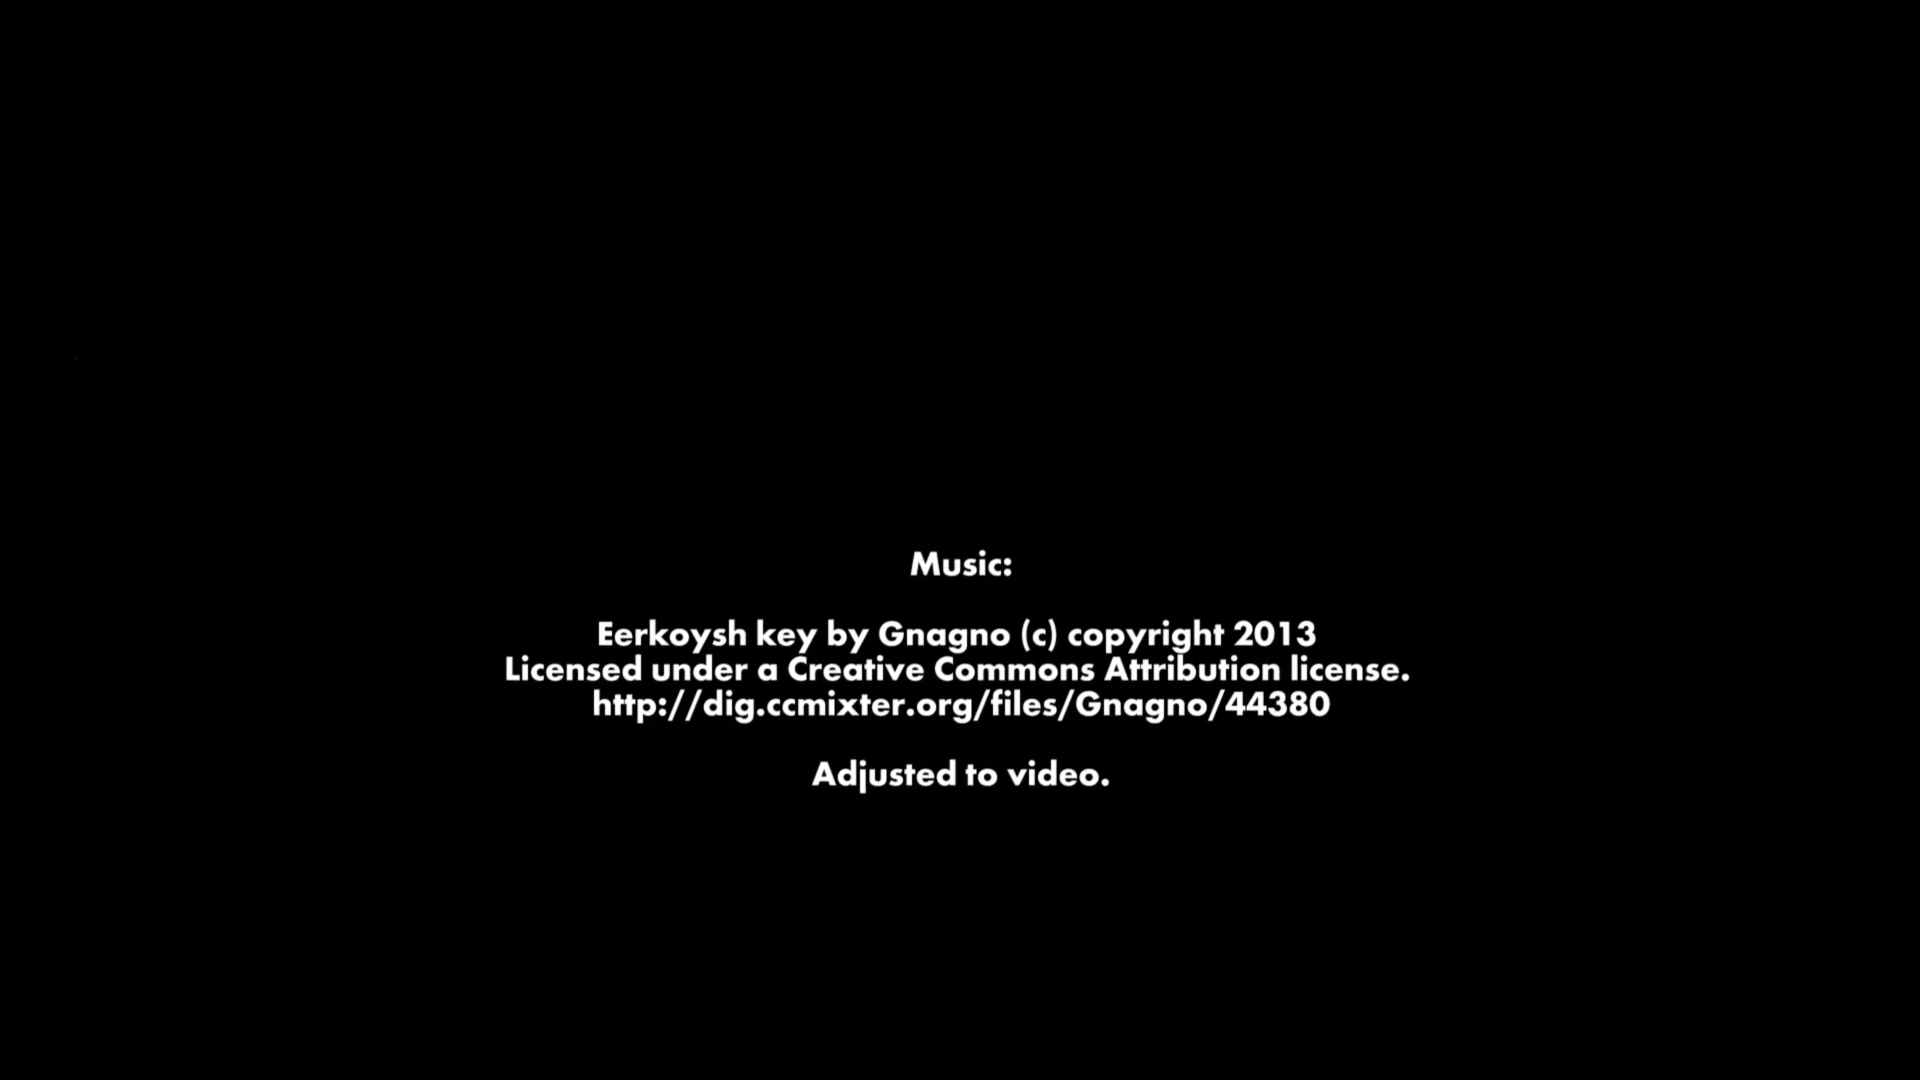 Music:
Eerkoysh key by Gnagno (c) copyright 2013
Licensed under a Creative Commons Attribution license.
http://dig.ccmixter.org/files/Gnagno/44380
Adjusted to video.